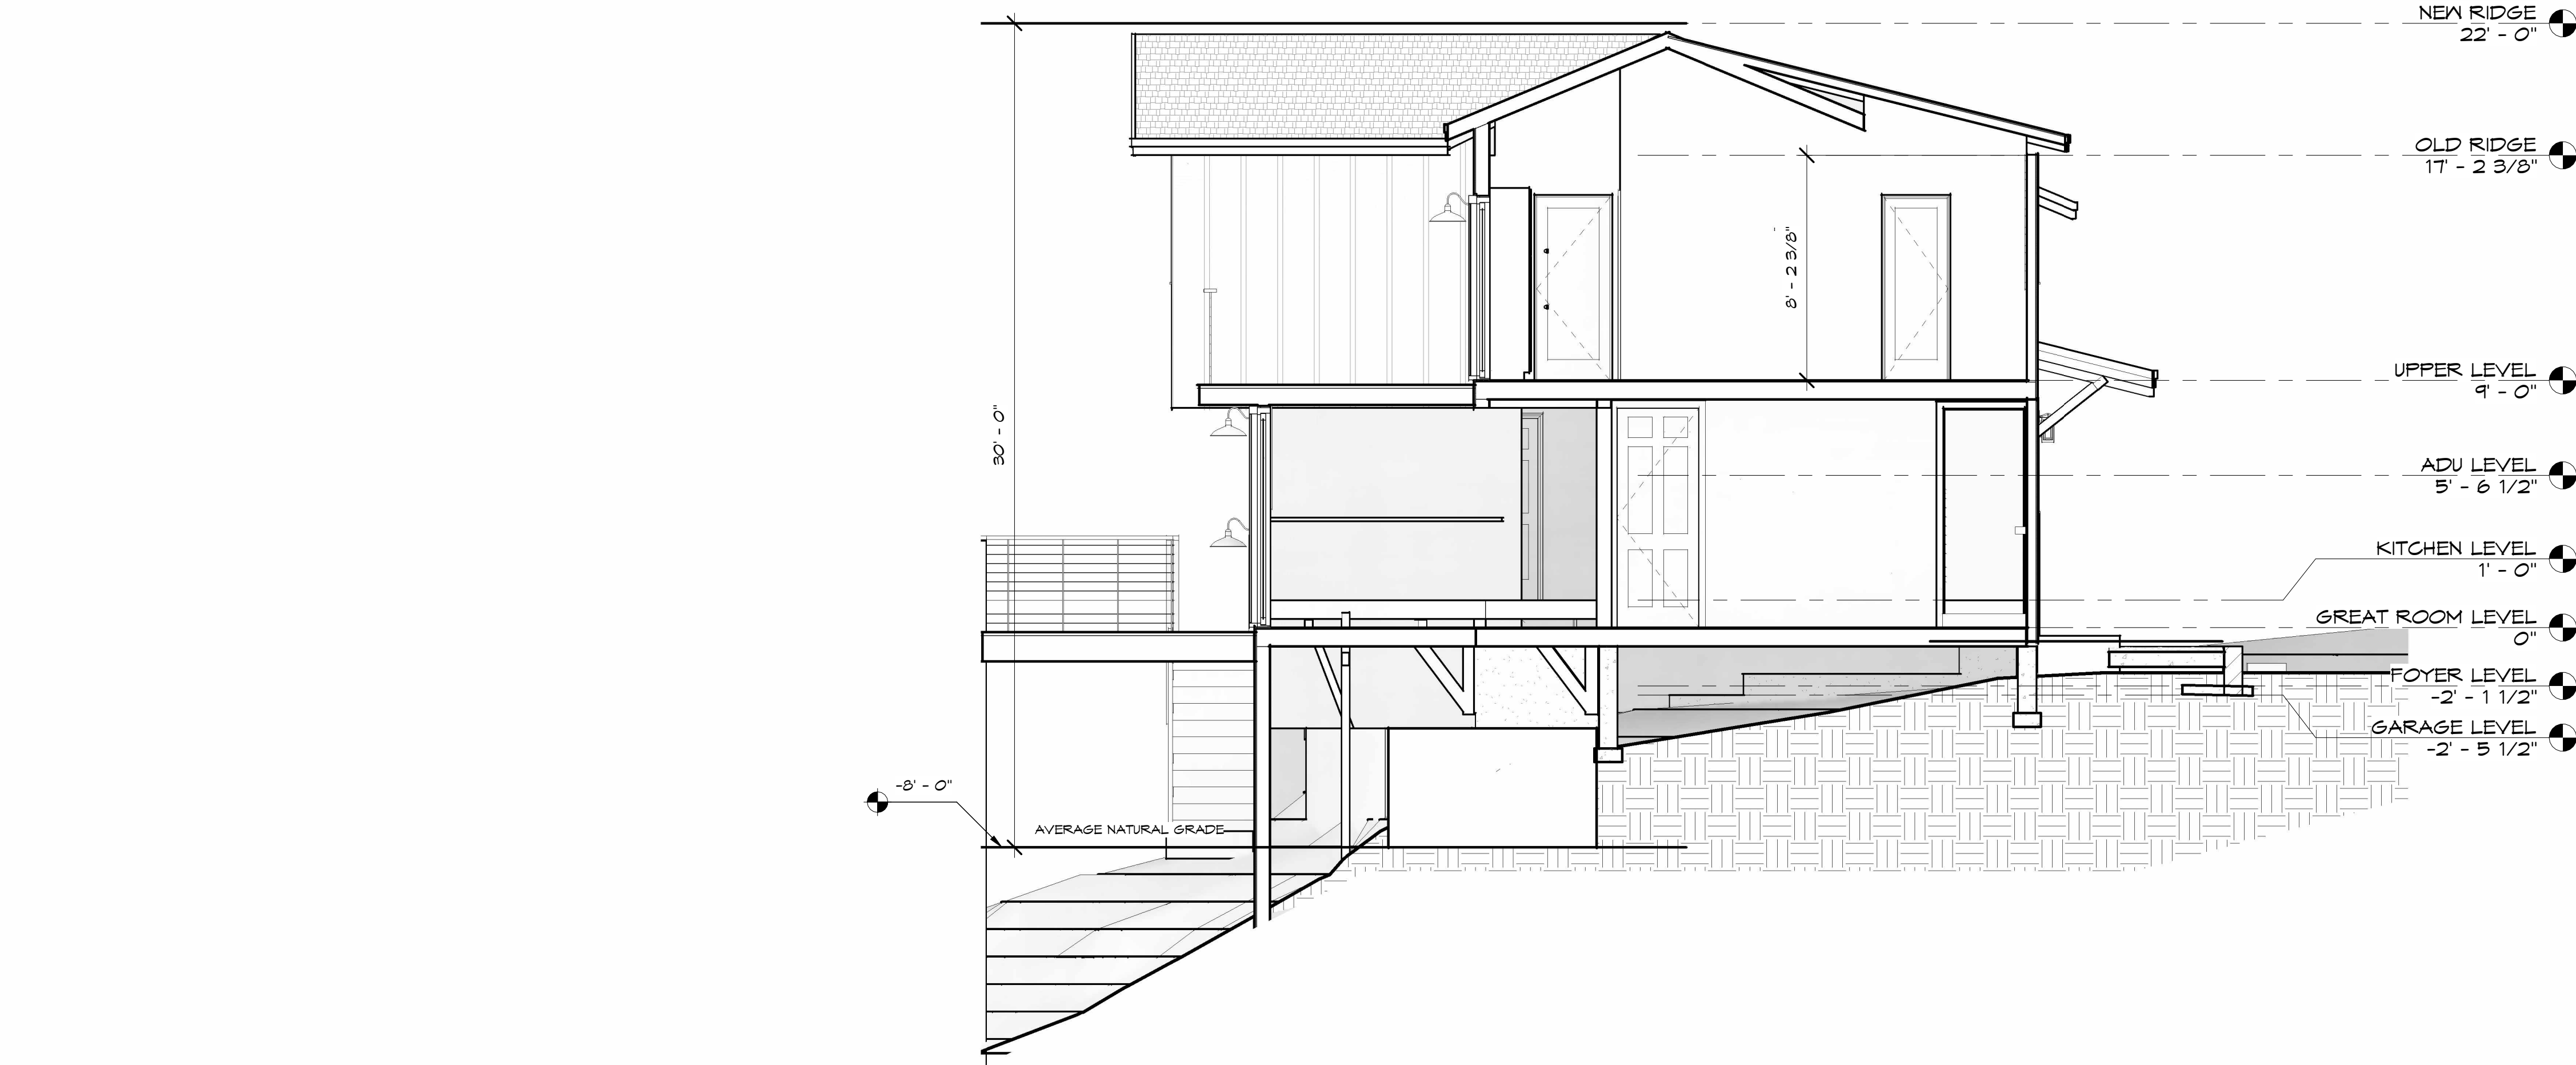 NEW RIDGE
22' - 0"
OLD RIDGE
17' - 2 3/8"
8' - 2 3/8"
UPPER LEVEL
9' - 0"
30' - 0"
ADU LEVEL
5' - 6 1/2"
KITCHEN LEVEL
1' - 0"
GREAT ROOM LEVEL
0"
FOYER LEVEL
-2' - 1 1/2"
GARAGE LEVEL
-2' - 5 1/2"
-8' - 0"
AVERAGE NATURAL GRADE